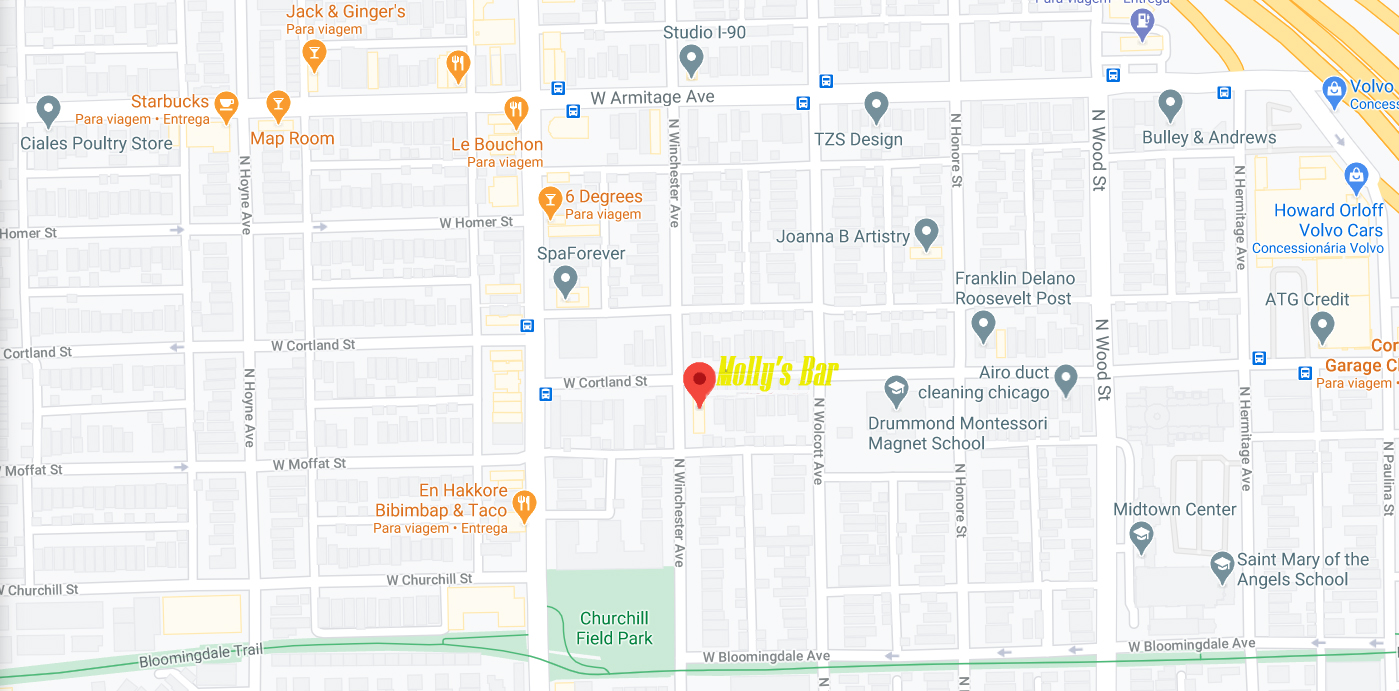 Para viagem • Entrega
Jack & Ginger's
Para viagem
Studio I-90
Volvo
Concess
W Armitage Ave
Starbucks
Para viagem • Entrega
Map Room
Ciales Poultry Store
Le Bouchon
Para viagem
TZS Design
Bulley & Andrews
N Winchester Ave
N Honore St
N Wood St
N Hoyne Ave
N Hermitage Ave
6 Degrees
Para viagem
W Homer St
Homer St
Howard Orloff
Volvo Cars
Concessionária Volvo
Joanna B Artistry
SpaForever
Franklin Delano
Roosevelt Post
ATG Credit
W Cortland St
Cortland St
N Wood St
Cor
Garage C
Para viagem •
Molly's Bar
W Cortland St
Airo duct
cleaning chicago
Drummond Montessori
Magnet School
N Hoyne Ave
N Wolcott Ave
N Hermitage Ave
N Paulina St
W Moffat St
W Moffat St
N Winchester Ave
N Honore St
En Hakkore
Bibimbap & Taco
Para viagem • Entrega
Midtown Center
Saint Mary of the
Angels School
W Churchill St
W Churchill St
Churchill
Field Park
Bloomingdale Trail
W Bloomingdale Ave
W Bloomingdale Ave
N
N